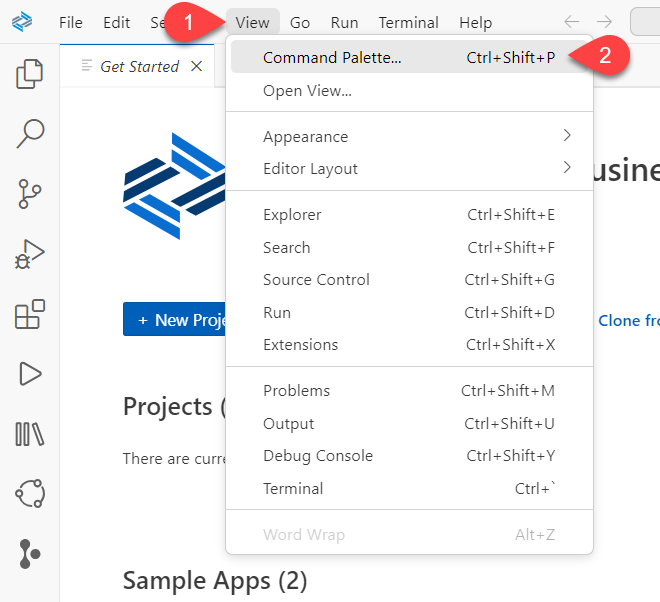 File Edit Se View Go Run Terminal Help
1
Get Started
Command Palette... Ctrl+Shift+P
2
Open View...
Appearance
Editor Layout
usine
Explorer Ctrl+Shift+E
Search Ctrl+Shift+F
Source Control Ctrl+Shift+G
Run Ctrl+Shift+D
+ New Proje
Clone fro
Extensions Ctrl+Shift+X
Problems Ctrl+Shift+M
Projects (
Output Ctrl+Shift+U
There are curre
Debug Console Ctrl+Shift+Y
Terminal Ctrl+`
Word Wrap Alt+Z
Sample Apps (2)